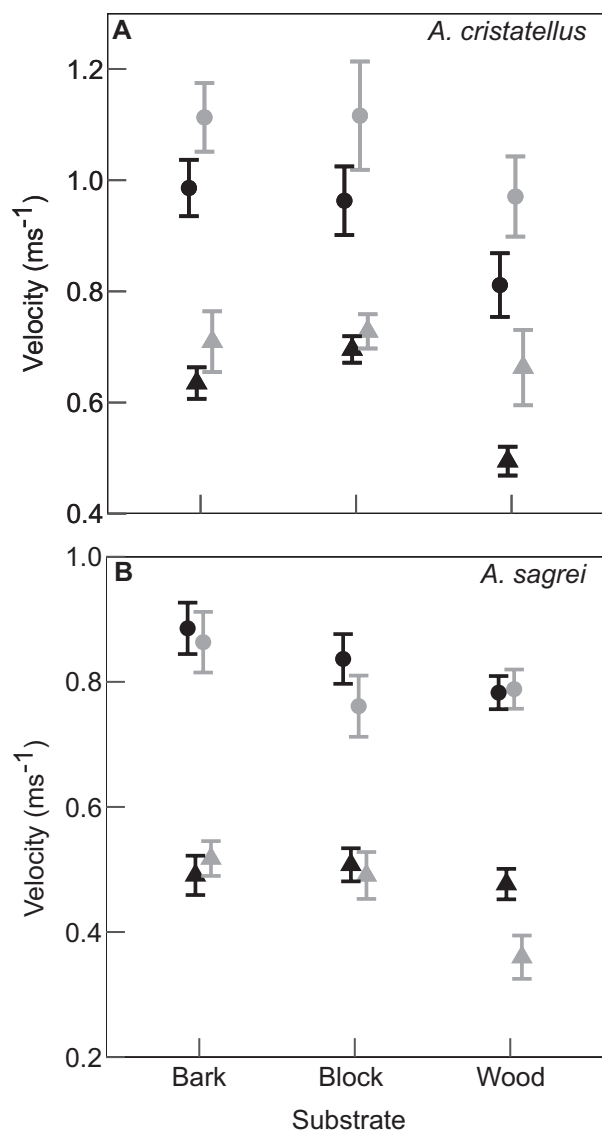 A
A. cristatellus
1.2
1.0
0.8
0.6
0.4
Velocity (ms⁻¹)
B
A. sagrei
1.0
0.8
0.6
0.4
0.2
Velocity (ms⁻¹)
Bark Block Wood
Substrate